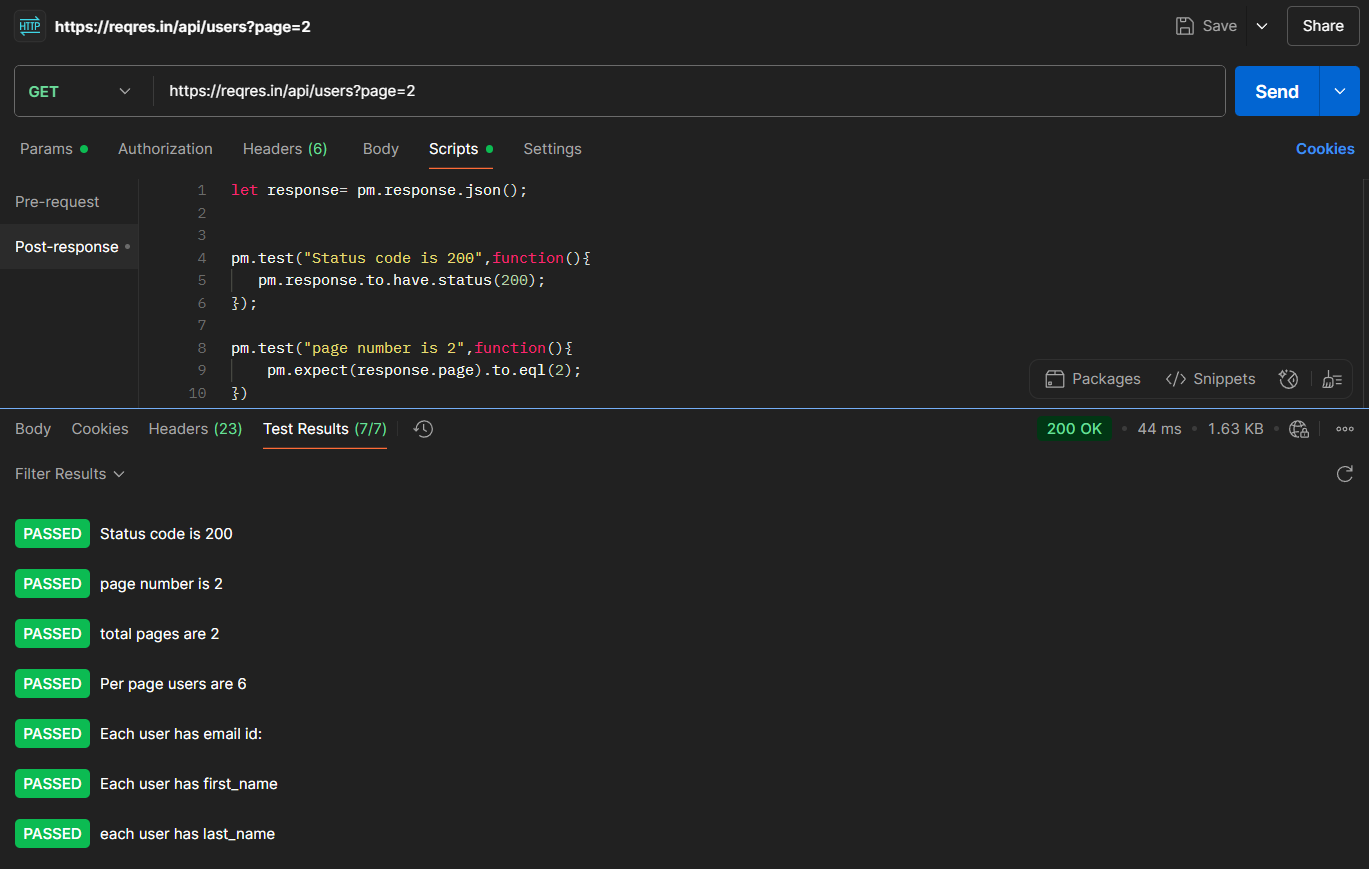 HTTP https://reqres.in/api/users?page=2 Save Share
GET https://reqres.in/api/users?page=2 Send
Params Authorization Headers (6) Body Scripts Settings Cookies
Pre-request
Post-response
1 let response= pm.response.json();
2
3
4 pm.test("Status code is 200",function(){
5 pm.response.to.have.status(200);
6 });
7
8 pm.test("page number is 2",function(){
9 pm.expect(response.page).to.eql(2);
10 })
Packages </> Snippets
Body Cookies Headers (23) Test Results (7/7) 200 OK 44 ms 1.63 KB
Filter Results
PASSED Status code is 200
PASSED page number is 2
PASSED total pages are 2
PASSED Per page users are 6
PASSED Each user has email id:
PASSED Each user has first_name
PASSED each user has last_name